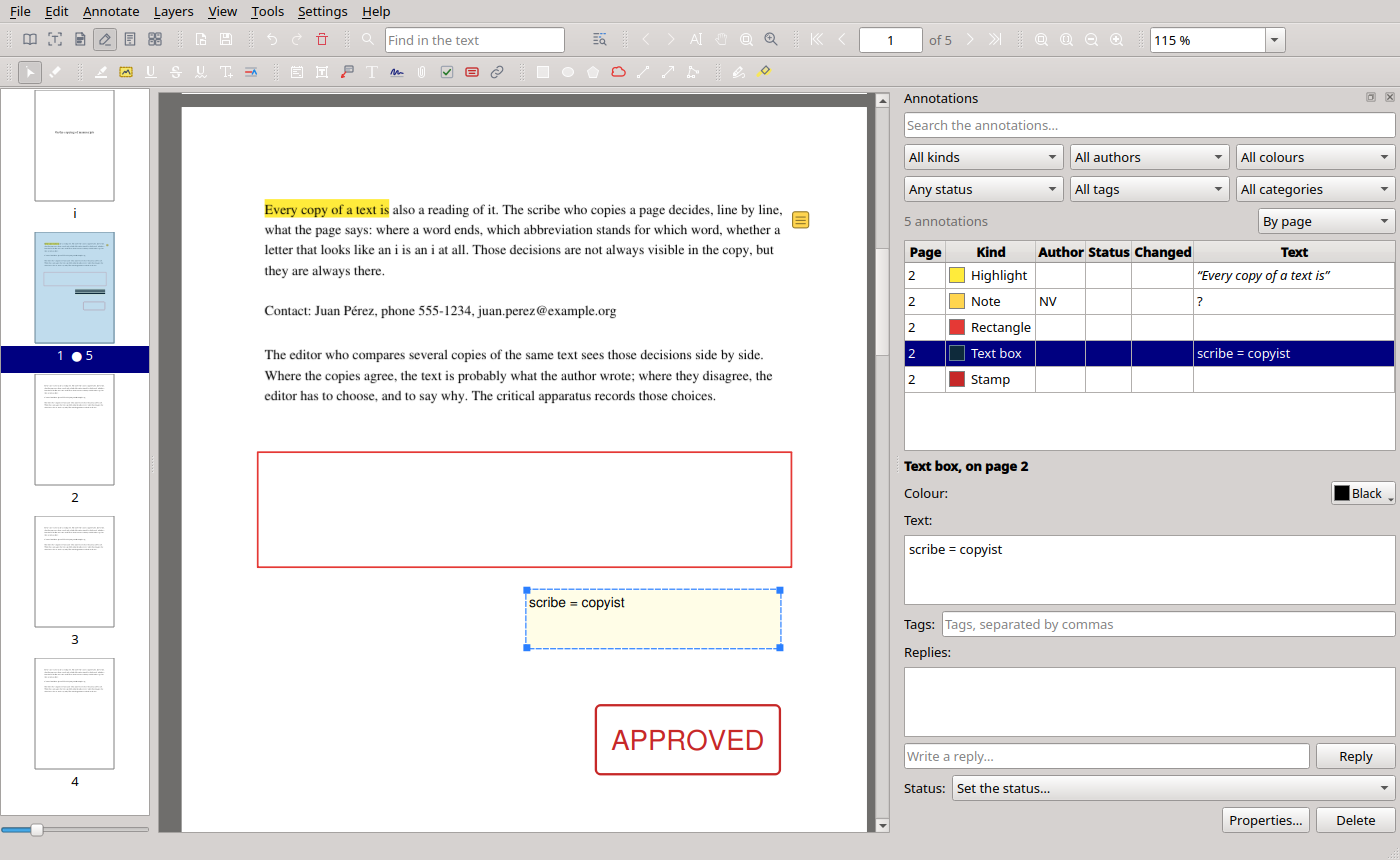 File Edit Annotate Layers View Tools Settings Help
Find in the text
1 of 5
115 %
On the copying of manuscripts
i
1 5
2
3
4
Every copy of a text is also a reading of it. The scribe who copies a page decides, line by line,
what the page says: where a word ends, which abbreviation stands for which word, whether a
letter that looks like an i is an i at all. Those decisions are not always visible in the copy, but
they are always there.
Contact: Juan Pérez, phone 555-1234, juan.perez@example.org
The editor who compares several copies of the same text sees those decisions side by side.
Where the copies agree, the text is probably what the author wrote; where they disagree, the
editor has to choose, and to say why. The critical apparatus records those choices.
scribe = copyist
APPROVED
Annotations
Search the annotations...
All kinds All authors All colours
Any status All tags All categories
5 annotations By page
Page Kind Author Status Changed Text
2 Highlight “Every copy of a text is”
2 Note NV ?
2 Rectangle
2 Text box scribe = copyist
2 Stamp
Text box, on page 2
Colour: Black
Text:
scribe = copyist
Tags: Tags, separated by commas
Replies:
Write a reply... Reply
Status: Set the status...
Properties... Delete